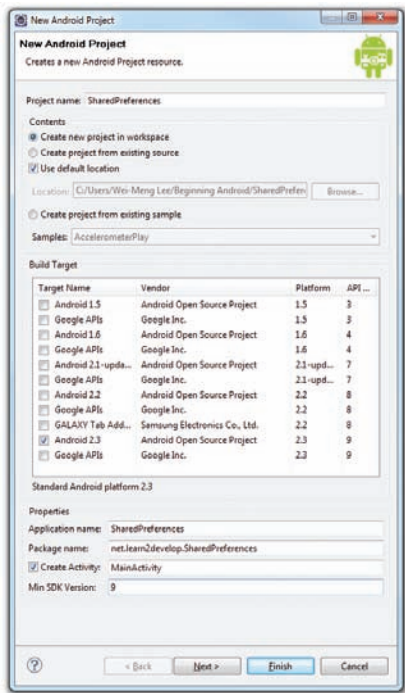 New Android Project
New Android Project
Creates a new Android Project resource.
Project name: SharedPreferences
Contents
Create new project in workspace
Create project from existing source
Use default location
Location: C:/Users/Wei-Meng Lee/Beginning Android/SharedPrefere Browse...
Create project from existing sample
Samples: AccelerometerPlay
Build Target
Target Name Vendor Platform API ...
Android 1.5 Android Open Source Project 1.5 3
Google APIs Google Inc. 1.5 3
Android 1.6 Android Open Source Project 1.6 4
Google APIs Google Inc. 1.6 4
Android 2.1-upda... Android Open Source Project 2.1-upd... 7
Google APIs Google Inc. 2.1-upd... 7
Android 2.2 Android Open Source Project 2.2 8
Google APIs Google Inc. 2.2 8
GALAXY Tab Add... Samsung Electronics Co., Ltd. 2.2 8
Android 2.3 Android Open Source Project 2.3 9
Google APIs Google Inc. 2.3 9
Standard Android platform 2.3
Properties
Application name: SharedPreferences
Package name: net.learn2develop.SharedPreferences
Create Activity: MainActivity
Min SDK Version: 9
? < Back Next > Finish Cancel